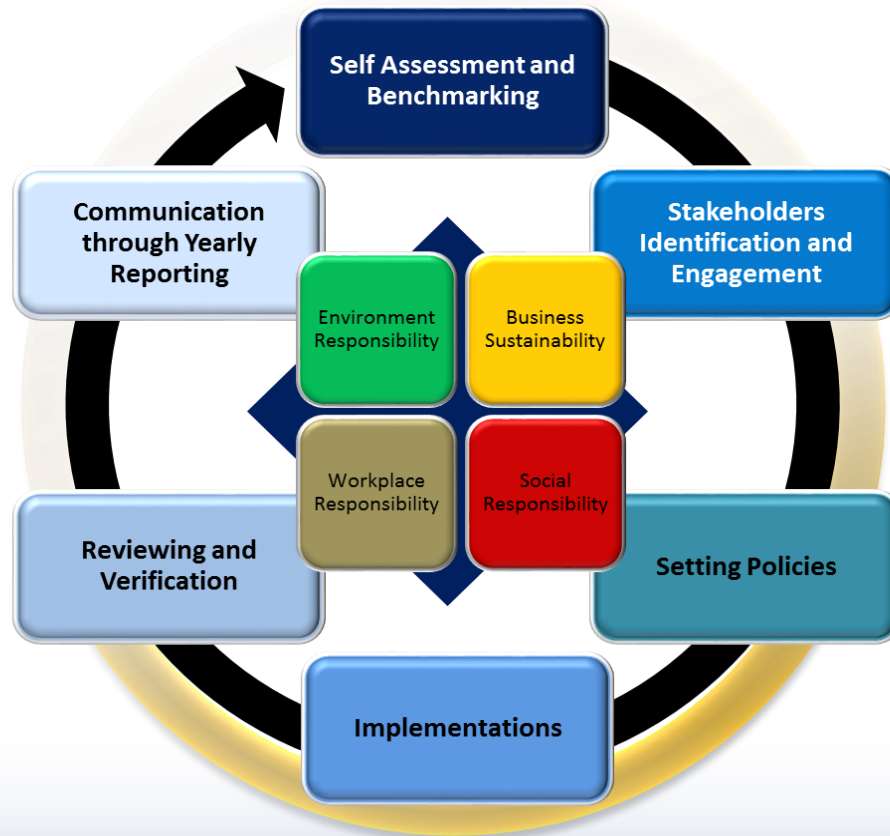 Self Assessment and
Benchmarking
Stakeholders
Identification and
Engagement
Setting Policies
Implementations
Reviewing and
Verification
Communication
through Yearly
Reporting
Environment
Responsibility
Business
Sustainability
Workplace
Responsibility
Social
Responsibility